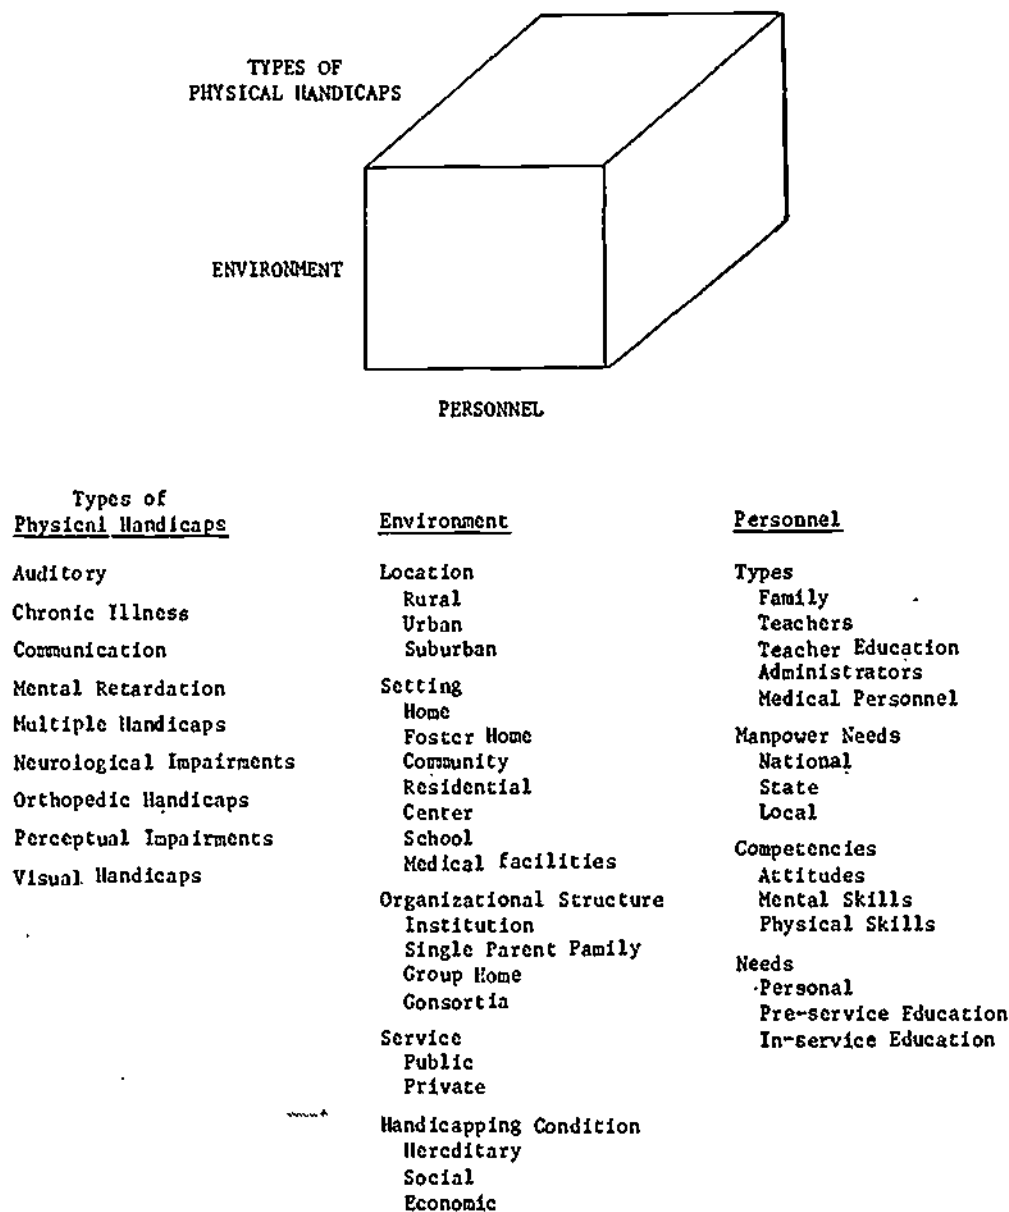 TYPES OF
PHYSICAL HANDICAPS
ENVIRONMENT
PERSONNEL
Types of
Physical Handicaps
Auditory
Chronic Illness
Communication
Mental Retardation
Multiple Handicaps
Neurological Impairments
Orthopedic Handicaps
Perceptual Impairments
Visual Handicaps
Environment
Location
Rural
Urban
Suburban
Setting
Home
Foster Home
Community
Residential
Center
School
Medical facilities
Organizational Structure
Institution
Single Parent Family
Group Home
Consortia
Service
Public
Private
Handicapping Condition
Hereditary
Social
Economic
Personnel
Types
Family
Teachers
Teacher Education
Administrators
Medical Personnel
Manpower Needs
National
State
Local
Competencies
Attitudes
Mental Skills
Physical Skills
Needs
Personal
Pre-service Education
In-service Education